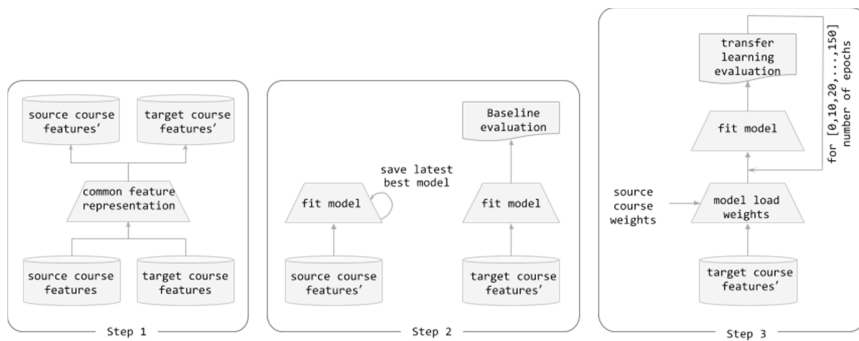 source course
features′
target course
features′
common feature
representation
source course
features
target course
features
Step 1
Baseline
evaluation
save latest
best model
fit model
fit model
source course
features′
target course
features′
Step 2
transfer
learning
evaluation
for [0,10,20,...,150]
number of epochs
fit model
source
course
weights
model load
weights
target course
features′
Step 3